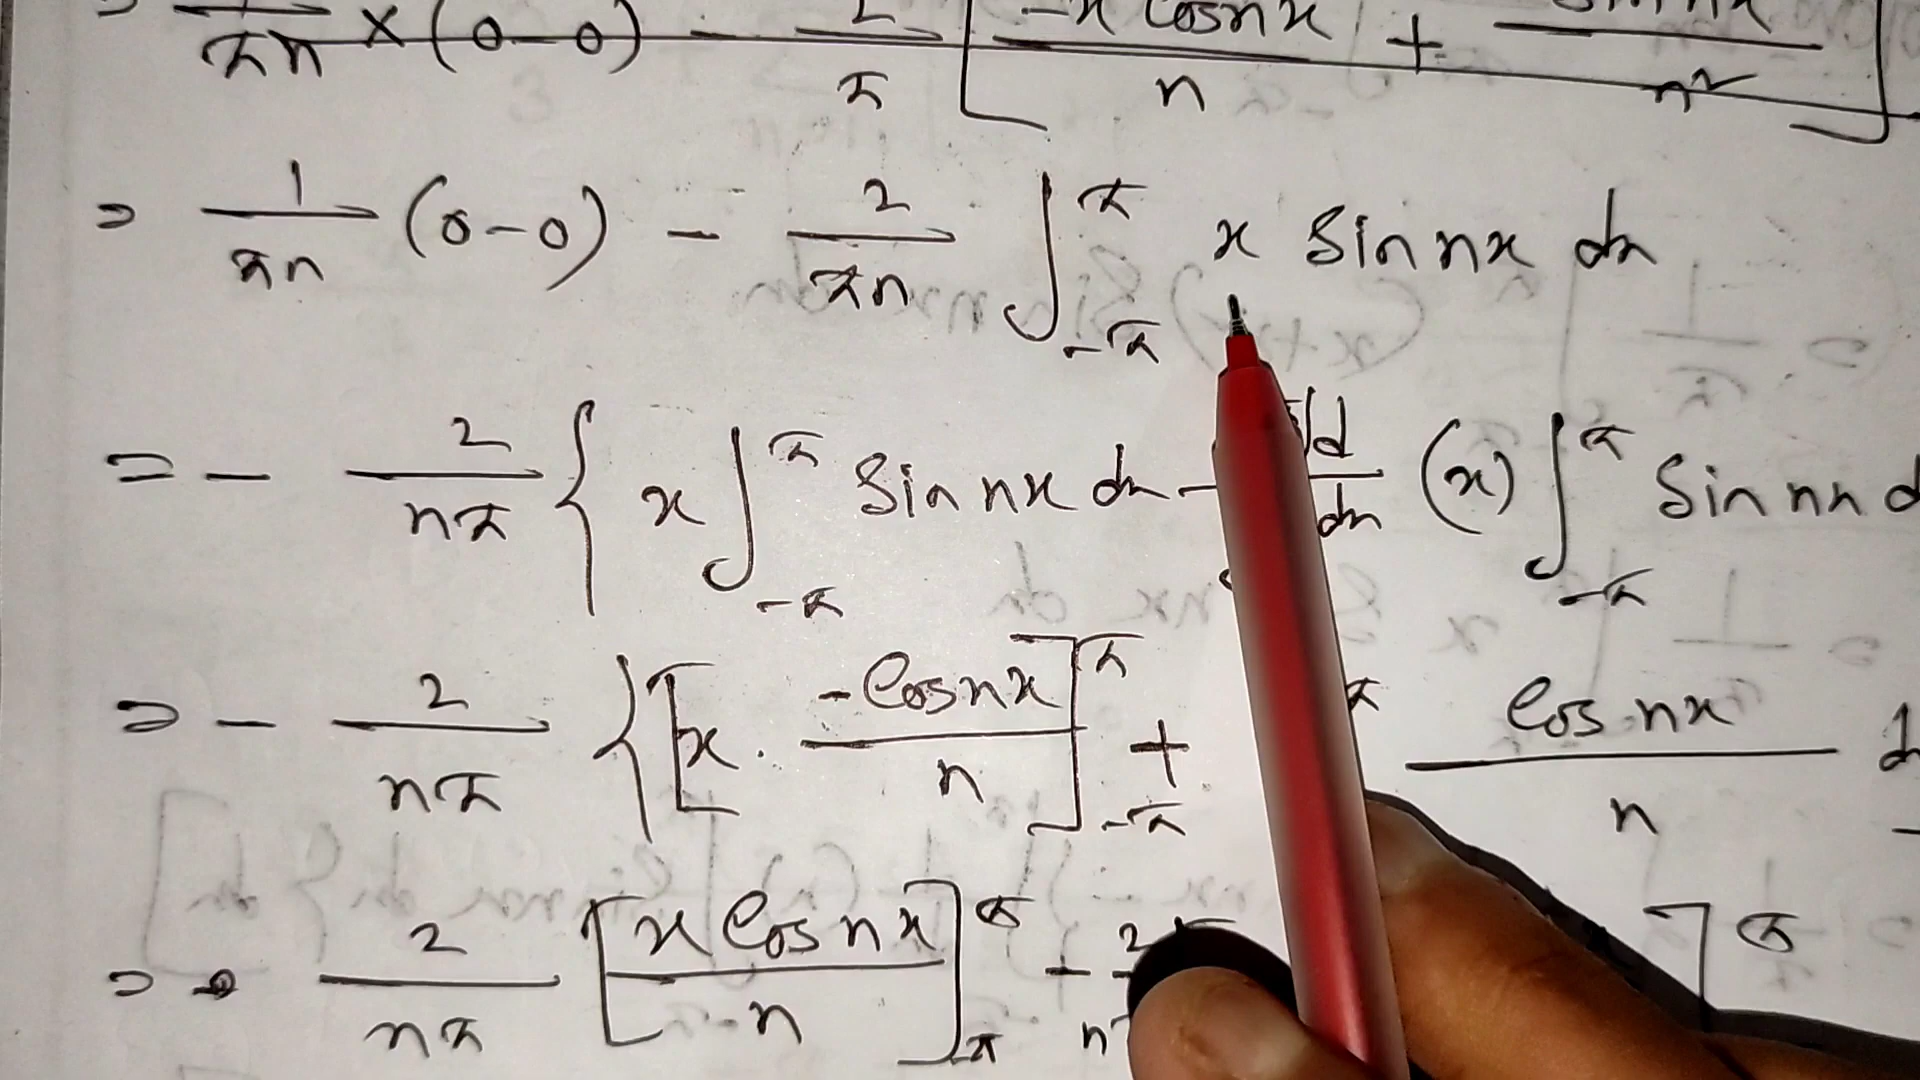 πn × (0-0) - 2/π [ -x cos nx / n + sin nx / n²
= 1/πn (0-0) - 2/πn ∫_{-π}^{π} x sin nx dx
= - 2/nπ { x ∫_{-π}^{π} sin nx dx - d/dx (x) ∫_{-π}^{π} sin nx d
= - 2/nπ { [ x . -cos nx / n ]_{-π}^{π} + π cos nx / n d
= 2/nπ [ x cos nx / n ]_{-π}^{π} - 2 / n ]^{π}